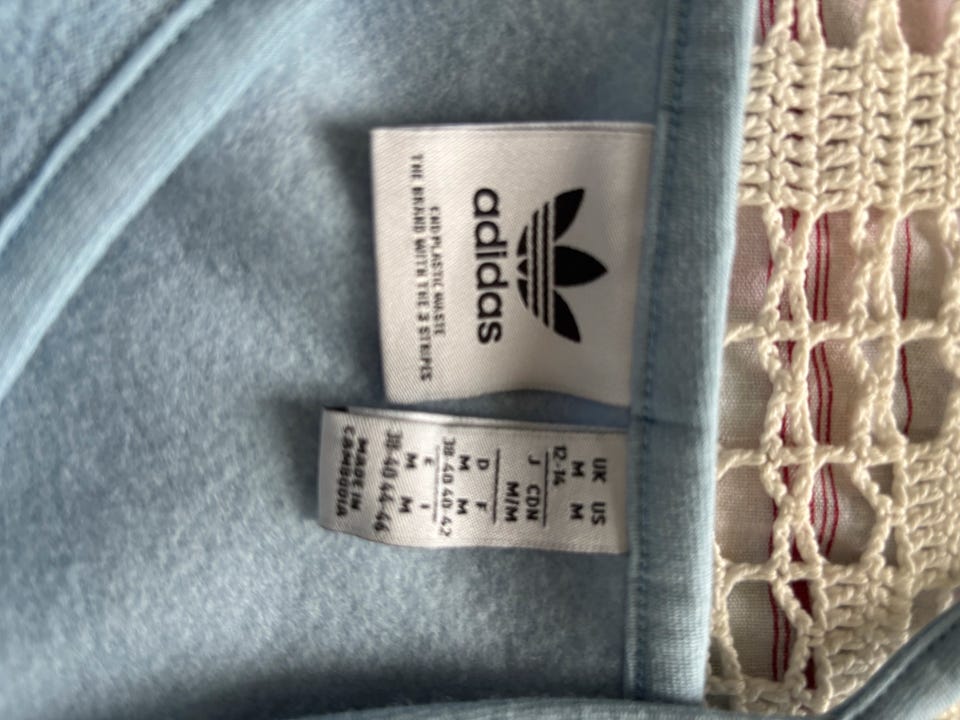 adidas
END PLASTIC WASTE
THE BRAND WITH THE 3 STRIPES
UK US
M M
12-14
J CDN
M/M
D F
M M
38-40 40-42
E I
M M
38-40 44-46
MADE IN
CAMBODIA